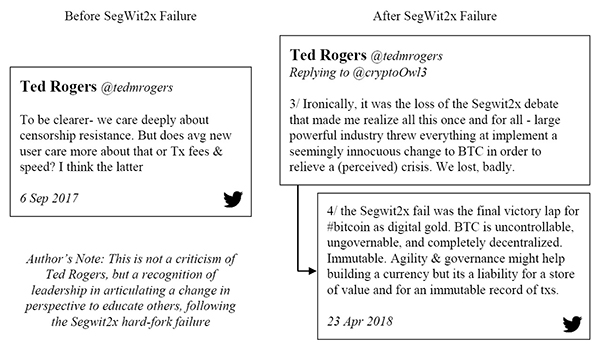 Before SegWit2x Failure
Ted Rogers @tedmrogers
To be clearer- we care deeply about
censorship resistance. But does avg new
user care more about that or Tx fees &
speed? I think the latter
6 Sep 2017
Author's Note: This is not a criticism of
Ted Rogers, but a recognition of
leadership in articulating a change in
perspective to educate others, following
the Segwit2x hard-fork failure
After SegWit2x Failure
Ted Rogers @tedmrogers
Replying to @cryptoOwl3
3/ Ironically, it was the loss of the Segwit2x debate
that made me realize all this once and for all - large
powerful industry threw everything at implement a
seemingly innocuous change to BTC in order to
relieve a (perceived) crisis. We lost, badly.
4/ the Segwit2x fail was the final victory lap for
#bitcoin as digital gold. BTC is uncontrollable,
ungovernable, and completely decentralized.
Immutable. Agility & governance might help
building a currency but its a liability for a store
of value and for an immutable record of txs.
23 Apr 2018